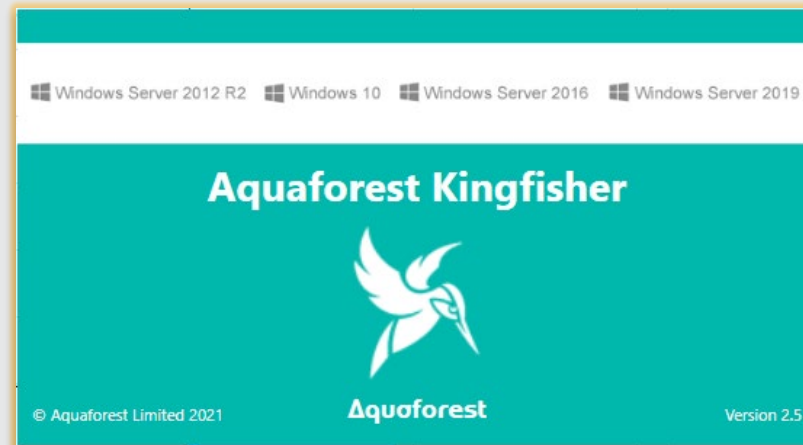 Windows Server 2012 R2 Windows 10 Windows Server 2016 Windows Server 2019
Aquaforest Kingfisher
© Aquaforest Limited 2021 Aquaforest Version 2.5